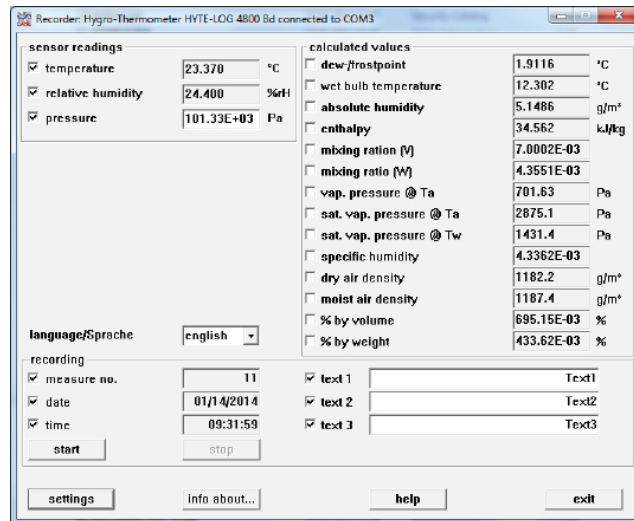 Recorder: Hygro-Thermometer HYTE-LOG 4800 Bd connected to COM3
sensor readings
temperature 23.370 °C
relative humidity 24.400 %rH
pressure 101.33E+03 Pa
calculated values
dew-/frostpoint 1.9116 °C
wet bulb temperature 12.302 °C
absolute humidity 5.1486 g/m³
enthalpy 34.562 kJ/kg
mixing ration (V) 7.0002E-03
mixing ratio (W) 4.3551E-03
vap. pressure @ Ta 701.63 Pa
sat. vap. pressure @ Ta 2875.1 Pa
sat. vap. pressure @ Tw 1431.4 Pa
specific humidity 4.3362E-03
dry air density 1182.2 g/m³
moist air density 1187.4 g/m³
% by volume 695.15E-03 %
% by weight 433.62E-03 %
language/Sprache english
recording
measure no. 11
date 01/14/2014
time 09:31:59
text 1 Text1
text 2 Text2
text 3 Text3
start stop
settings info about... help exit